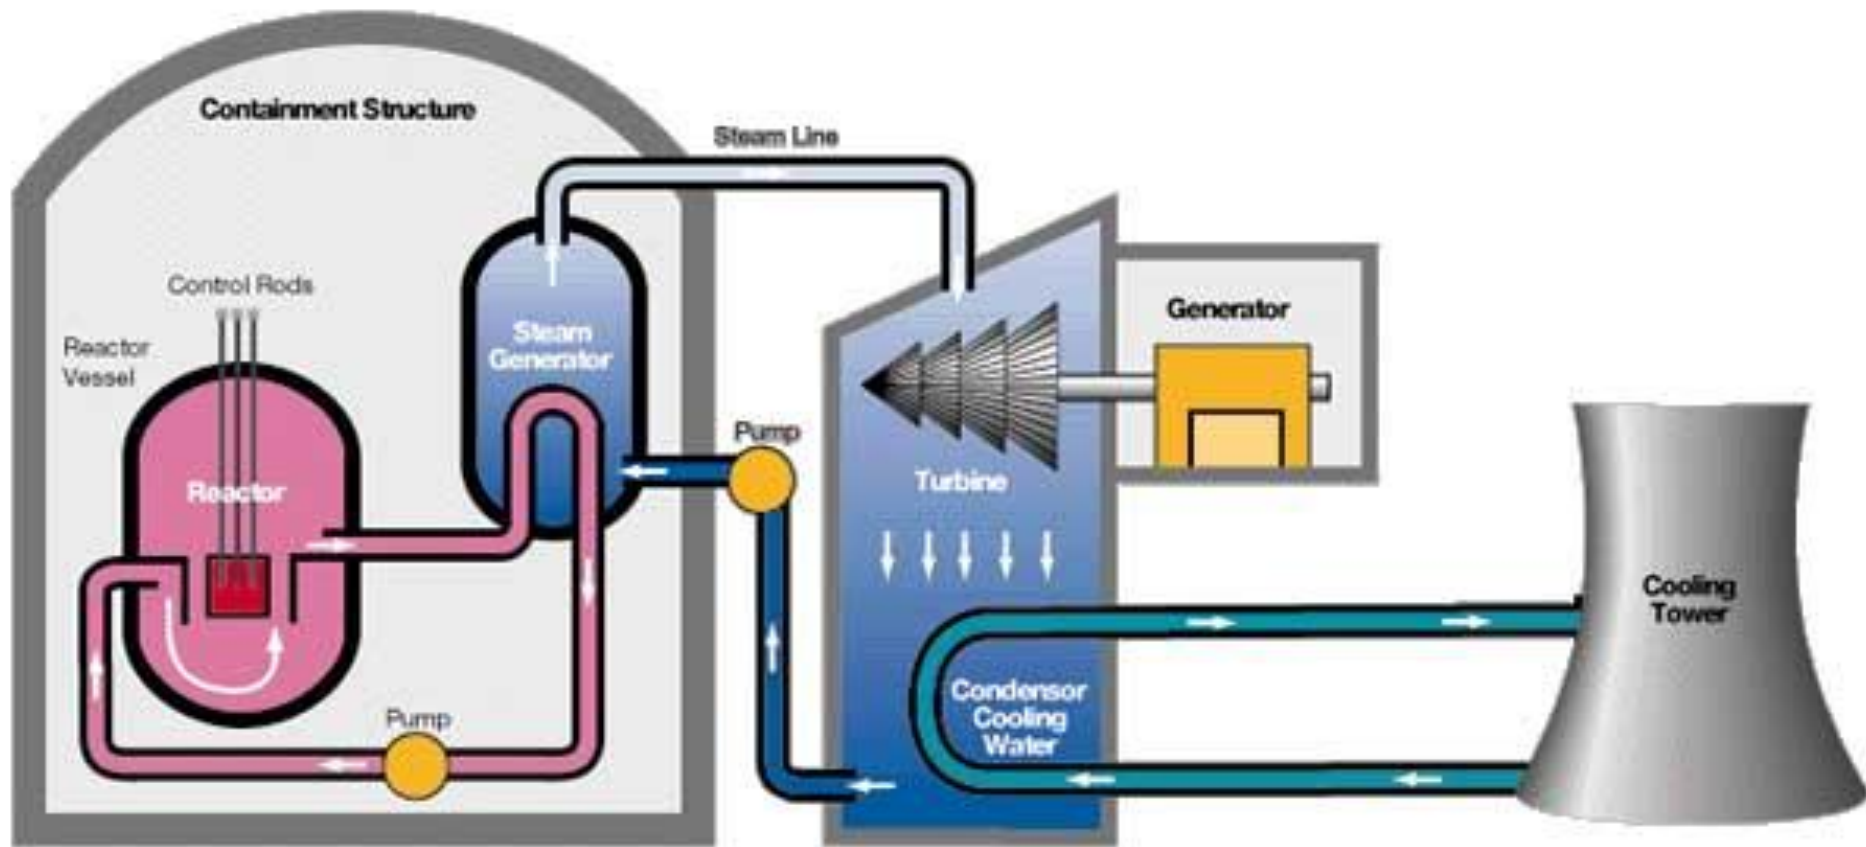 Containment Structure
Steam Line
Control Rods
Reactor
Vessel
Steam
Generator
Generator
Pump
Reactor
Turbine
Cooling
Tower
Condensor
Cooling
Water
Pump